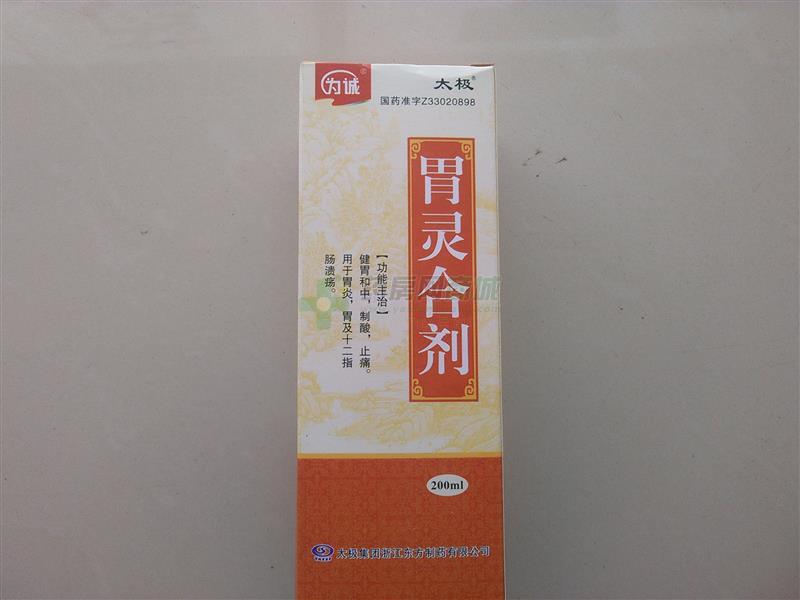 为诚
太极
国药准字Z33020898
胃灵合剂
【功能主治】
健胃和中，制酸，止痛。
用于胃炎，胃及十二指
肠溃疡。
200ml
太极集团浙江东方制药有限公司